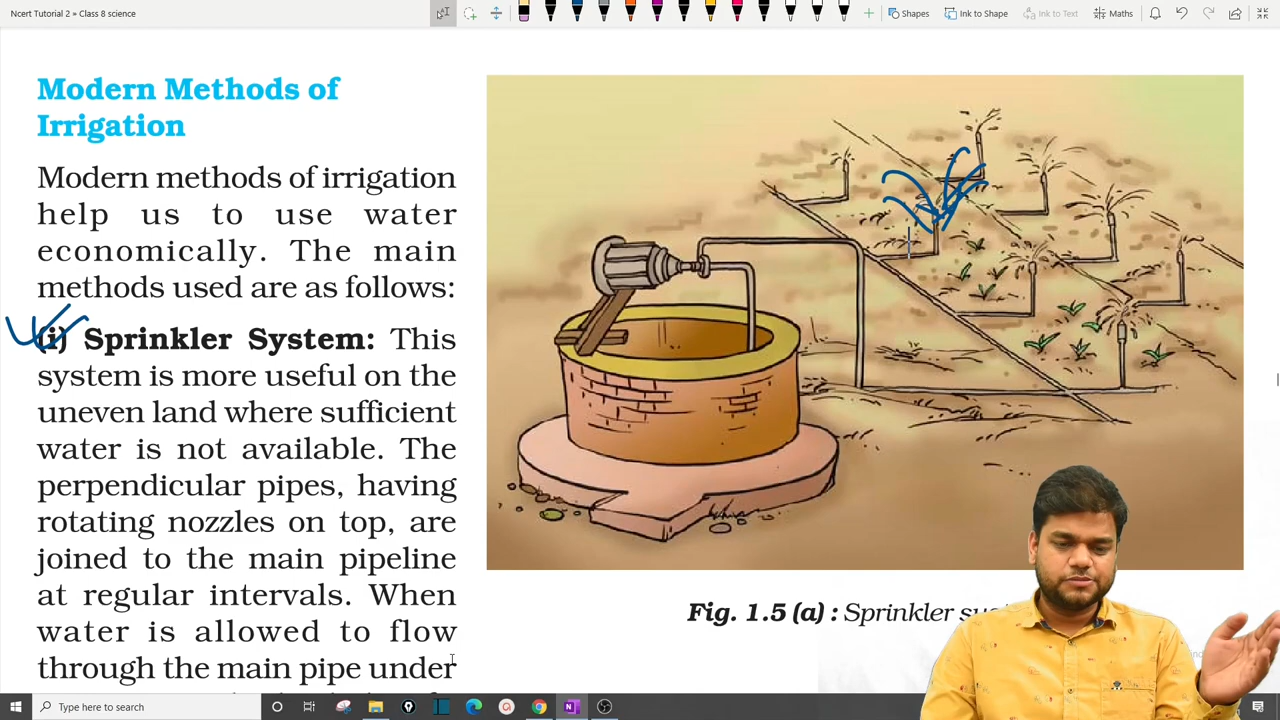 Ncert Tutorial 2 » Class 8 science
Shapes
Ink to Shape
Ink to Text
Maths
Modern Methods of
Irrigation
Modern methods of irrigation
help us to use water
economically. The main
methods used are as follows:
(i) Sprinkler System: This
system is more useful on the
uneven land where sufficient
water is not available. The
perpendicular pipes, having
rotating nozzles on top, are
joined to the main pipeline
at regular intervals. When
water is allowed to flow
through the main pipe under
Fig. 1.5 (a) : Sprinkler
Type here to search